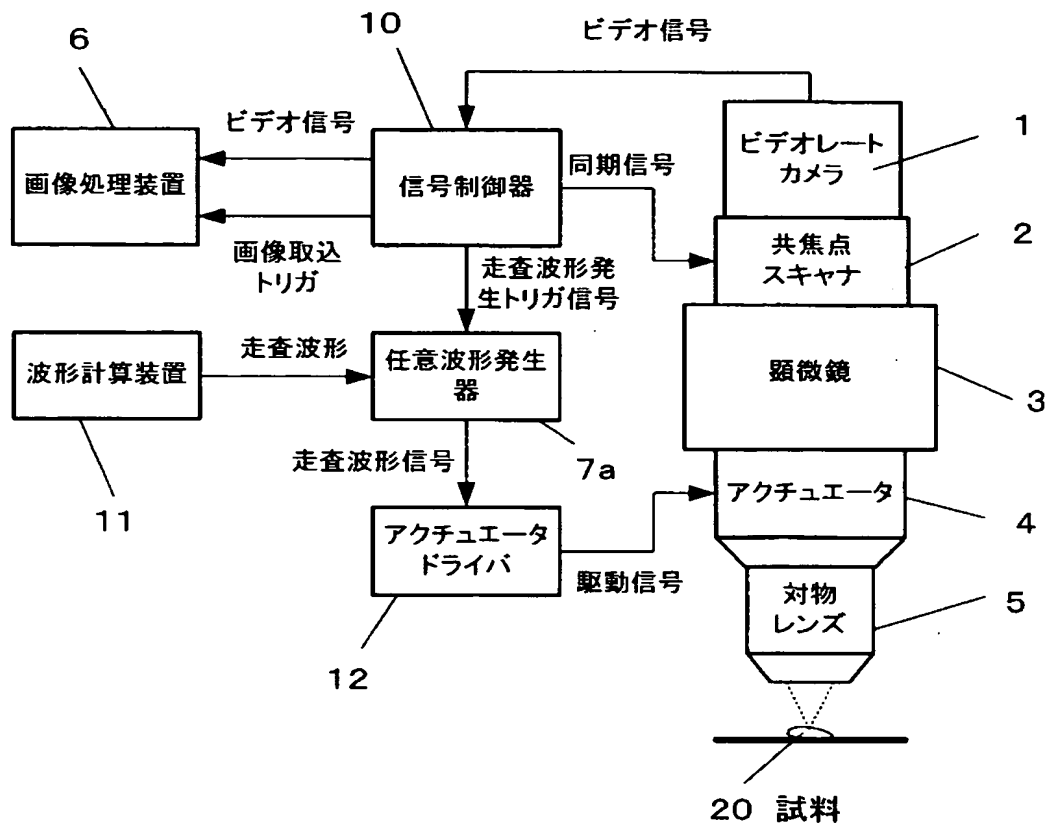 6
10
ビデオ信号
ビデオ信号
1
ビデオレート
カメラ
画像処理装置
信号制御器
同期信号
2
共焦点
スキャナ
画像取込
トリガ
走査波形発
生トリガ信号
波形計算装置
走査波形
任意波形発生
器
顕微鏡
3
走査波形信号
7a
11
アクチュエータ
4
アクチュエータ
ドライバ
駆動信号
対物
レンズ
5
12
20 試料